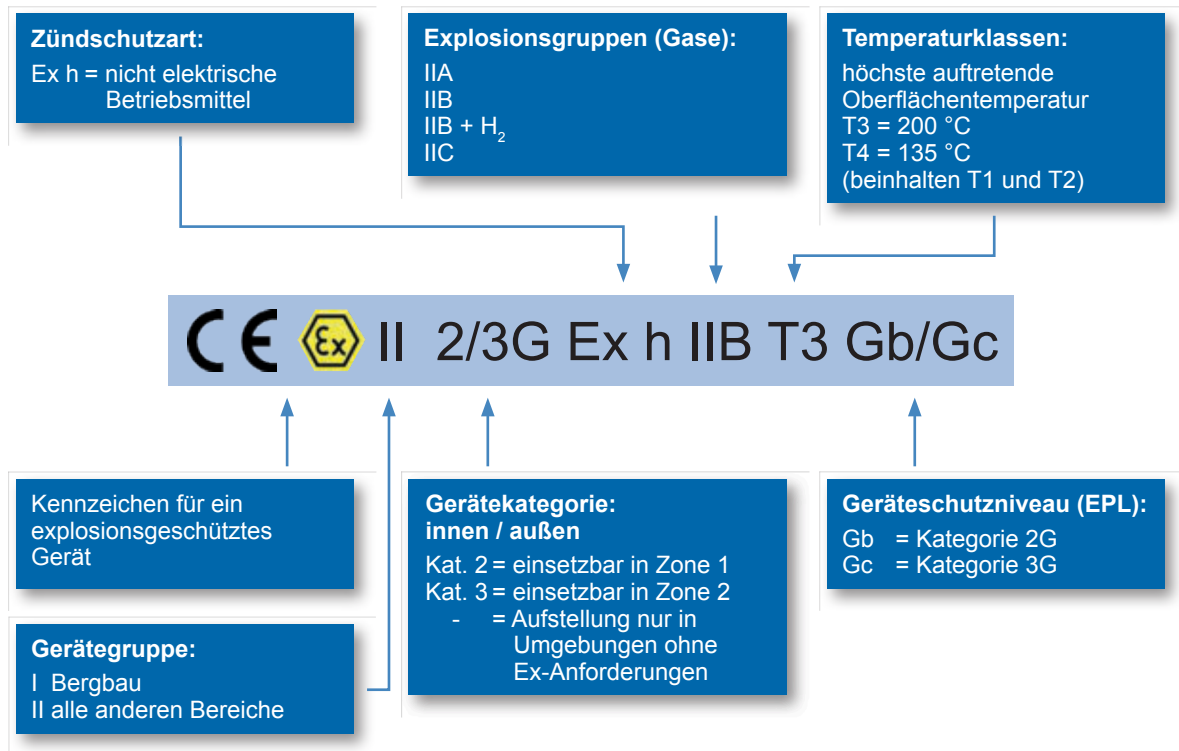 Zündschutzart:
Ex h = nicht elektrische
Betriebsmittel
Explosionsgruppen (Gase):
IIA
IIB
IIB + H₂
IIC
Temperaturklassen:
höchste auftretende
Oberflächentemperatur
T3 = 200 °C
T4 = 135 °C
(beinhalten T1 und T2)
CE Ex II 2/3G Ex h IIB T3 Gb/Gc
Kennzeichen für ein
explosionsgeschütztes
Gerät
Gerätegruppe:
I Bergbau
II alle anderen Bereiche
Gerätekategorie:
innen / außen
Kat. 2 = einsetzbar in Zone 1
Kat. 3 = einsetzbar in Zone 2
- = Aufstellung nur in
Umgebungen ohne
Ex-Anforderungen
Geräteschutzniveau (EPL):
Gb = Kategorie 2G
Gc = Kategorie 3G